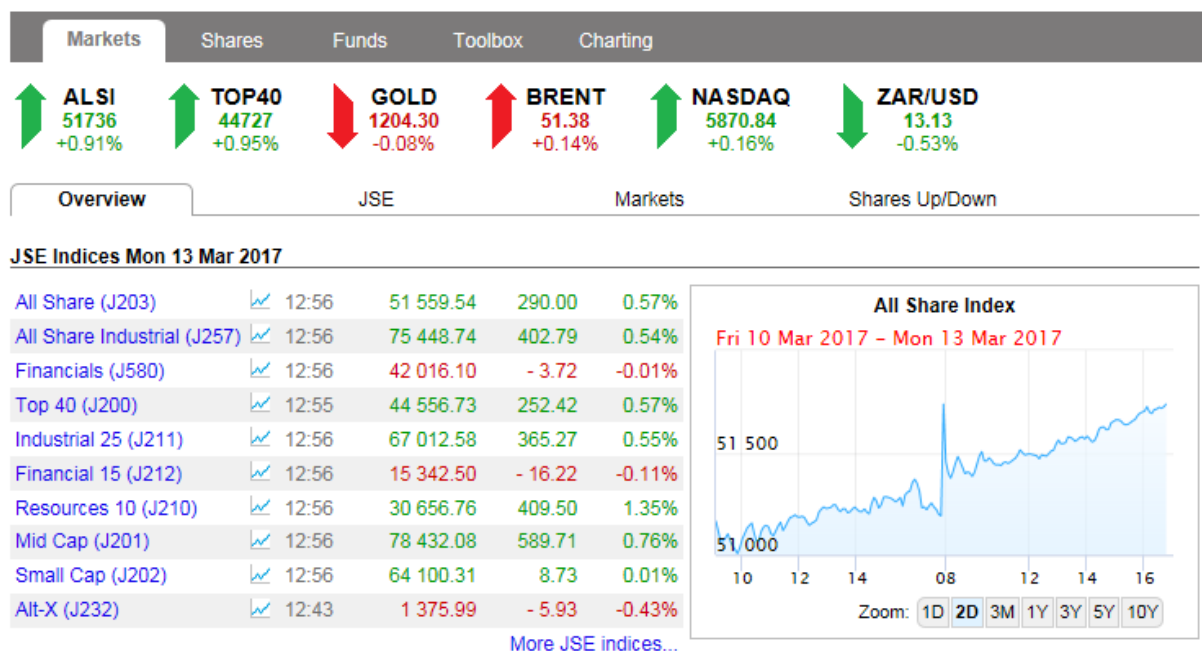 Markets Shares Funds Toolbox Charting
ALSI TOP40 GOLD BRENT NASDAQ ZAR/USD
51736 44727 1204.30 51.38 5870.84 13.13
+0.91% +0.95% -0.08% +0.14% +0.16% -0.53%
Overview JSE Markets Shares Up/Down
JSE Indices Mon 13 Mar 2017
All Share (J203) 12:56 51 559.54 290.00 0.57%
All Share Industrial (J257) 12:56 75 448.74 402.79 0.54%
Financials (J580) 12:56 42 016.10 - 3.72 -0.01%
Top 40 (J200) 12:55 44 556.73 252.42 0.57%
Industrial 25 (J211) 12:56 67 012.58 365.27 0.55%
Financial 15 (J212) 12:56 15 342.50 - 16.22 -0.11%
Resources 10 (J210) 12:56 30 656.76 409.50 1.35%
Mid Cap (J201) 12:56 78 432.08 589.71 0.76%
Small Cap (J202) 12:56 64 100.31 8.73 0.01%
Alt-X (J232) 12:43 1 375.99 - 5.93 -0.43%
More JSE indices...
All Share Index
Fri 10 Mar 2017 - Mon 13 Mar 2017
51 500
51 000
10 12 14 08 12 14 16
Zoom: 1D 2D 3M 1Y 3Y 5Y 10Y